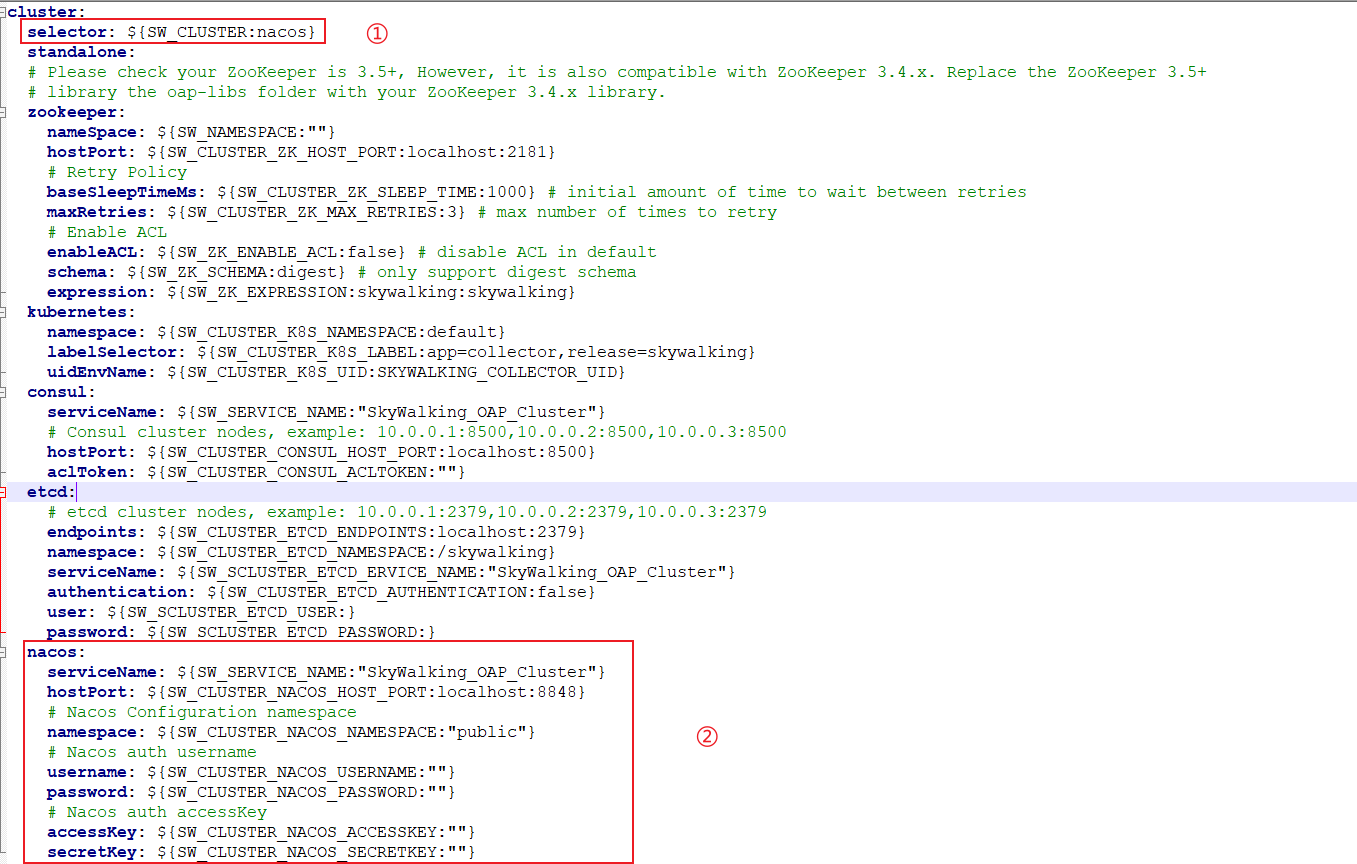 cluster:
  selector: ${SW_CLUSTER:nacos} ①
  standalone:
  # Please check your ZooKeeper is 3.5+, However, it is also compatible with ZooKeeper 3.4.x. Replace the ZooKeeper 3.5+
  # library the oap-libs folder with your ZooKeeper 3.4.x library.
  zookeeper:
    nameSpace: ${SW_NAMESPACE:""}
    hostPort: ${SW_CLUSTER_ZK_HOST_PORT:localhost:2181}
    # Retry Policy
    baseSleepTimeMs: ${SW_CLUSTER_ZK_SLEEP_TIME:1000} # initial amount of time to wait between retries
    maxRetries: ${SW_CLUSTER_ZK_MAX_RETRIES:3} # max number of times to retry
    # Enable ACL
    enableACL: ${SW_ZK_ENABLE_ACL:false} # disable ACL in default
    schema: ${SW_ZK_SCHEMA:digest} # only support digest schema
    expression: ${SW_ZK_EXPRESSION:skywalking:skywalking}
  kubernetes:
    namespace: ${SW_CLUSTER_K8S_NAMESPACE:default}
    labelSelector: ${SW_CLUSTER_K8S_LABEL:app=collector,release=skywalking}
    uidEnvName: ${SW_CLUSTER_K8S_UID:SKYWALKING_COLLECTOR_UID}
  consul:
    serviceName: ${SW_SERVICE_NAME:"SkyWalking_OAP_Cluster"}
    # Consul cluster nodes, example: 10.0.0.1:8500,10.0.0.2:8500,10.0.0.3:8500
    hostPort: ${SW_CLUSTER_CONSUL_HOST_PORT:localhost:8500}
    aclToken: ${SW_CLUSTER_CONSUL_ACLTOKEN:""}
  etcd:
    # etcd cluster nodes, example: 10.0.0.1:2379,10.0.0.2:2379,10.0.0.3:2379
    endpoints: ${SW_CLUSTER_ETCD_ENDPOINTS:localhost:2379}
    namespace: ${SW_CLUSTER_ETCD_NAMESPACE:/skywalking}
    serviceName: ${SW_SCLUSTER_ETCD_ERVICE_NAME:"SkyWalking_OAP_Cluster"}
    authentication: ${SW_CLUSTER_ETCD_AUTHENTICATION:false}
    user: ${SW_SCLUSTER_ETCD_USER:}
    password: ${SW_SCLUSTER_ETCD_PASSWORD:}
  nacos:
    serviceName: ${SW_SERVICE_NAME:"SkyWalking_OAP_Cluster"}
    hostPort: ${SW_CLUSTER_NACOS_HOST_PORT:localhost:8848}
    # Nacos Configuration namespace
    namespace: ${SW_CLUSTER_NACOS_NAMESPACE:"public"} ②
    # Nacos auth username
    username: ${SW_CLUSTER_NACOS_USERNAME:""}
    password: ${SW_CLUSTER_NACOS_PASSWORD:""}
    # Nacos auth accessKey
    accessKey: ${SW_CLUSTER_NACOS_ACCESSKEY:""}
    secretKey: ${SW_CLUSTER_NACOS_SECRETKEY:""}